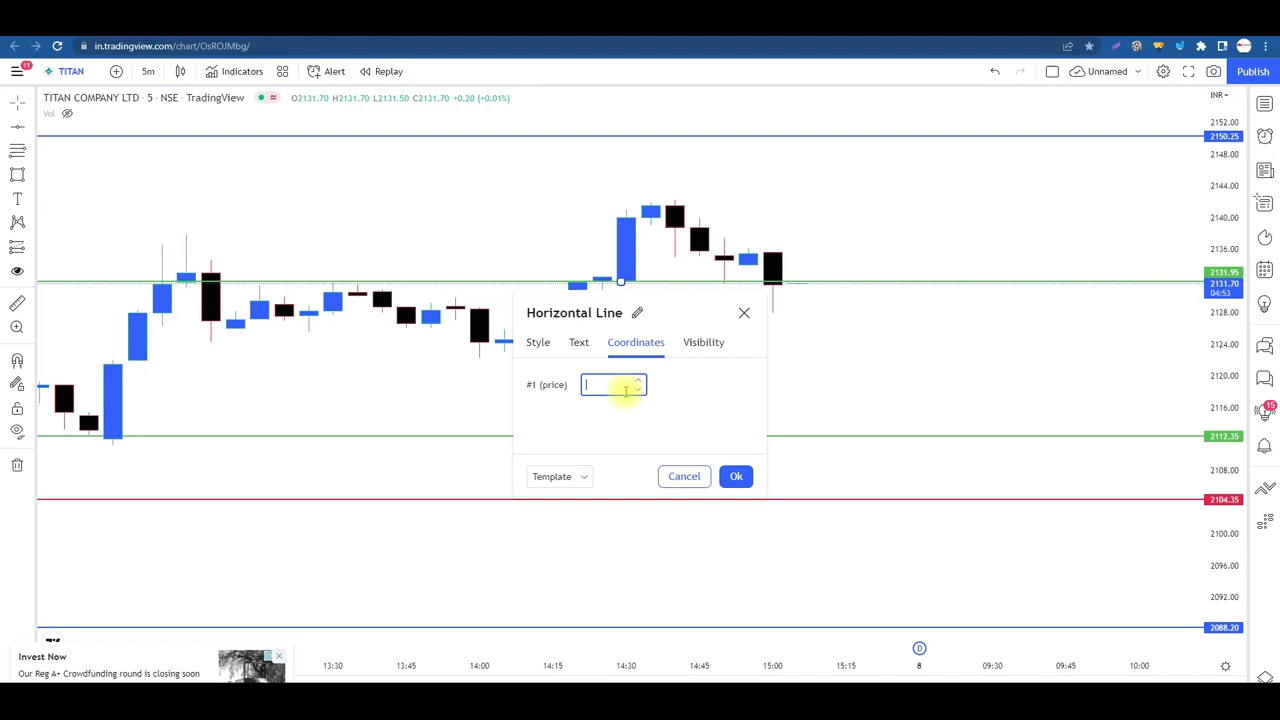 in.tradingview.com/chart/OsROJMbg/
11
TITAN
5m
Indicators
Alert
Replay
Unnamed
Publish
TITAN COMPANY LTD · 5 · NSE · TradingView
O2131.70 H2131.70 L2131.50 C2131.70 +0.20 (+0.01%)
INR
Vol
2152.00
2150.25
2148.00
2144.00
2140.00
2136.00
2131.95
2131.70
04:53
2128.00
2124.00
2120.00
2116.00
2112.35
2108.00
2104.35
2100.00
2096.00
2092.00
2088.20
15
Horizontal Line
Style
Text
Coordinates
Visibility
#1 (price)
Template
Cancel
Ok
D
Invest Now
Our Reg A+ Crowdfunding round is closing soon
13:30
13:45
14:00
14:15
14:30
14:45
15:00
15:15
8
09:30
09:45
10:00